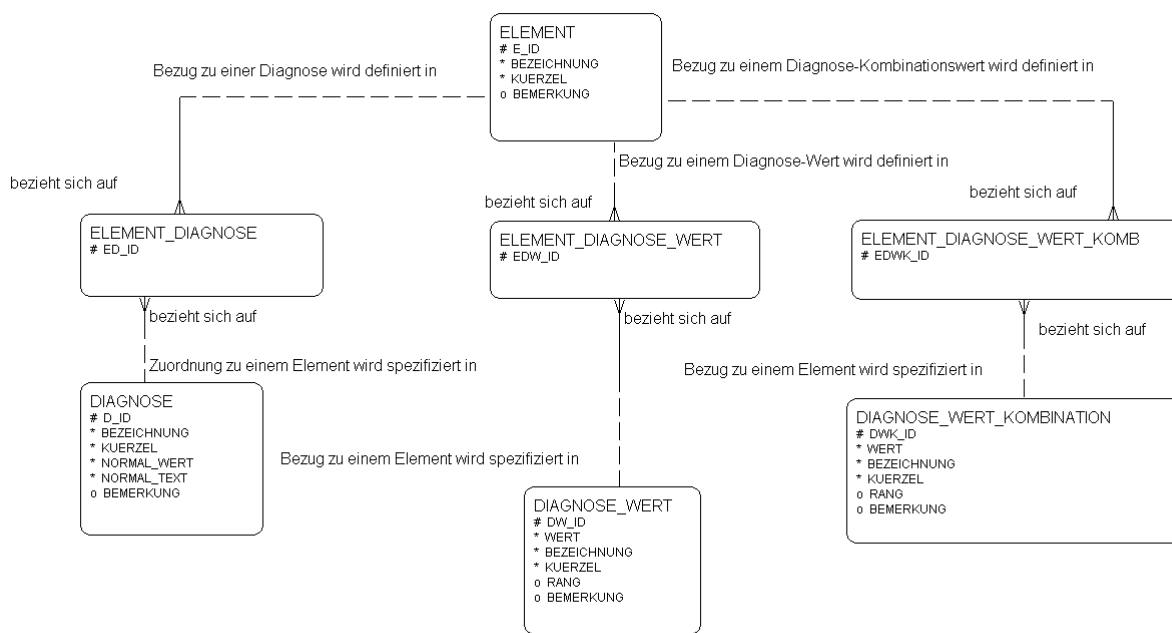 ELEMENT
# E_ID
* BEZEICHNUNG
* KUERZEL
o BEMERKUNG
Bezug zu einer Diagnose wird definiert in
Bezug zu einem Diagnose-Kombinationswert wird definiert in
Bezug zu einem Diagnose-Wert wird definiert in
bezieht sich auf
bezieht sich auf
bezieht sich auf
ELEMENT_DIAGNOSE
# ED_ID
ELEMENT_DIAGNOSE_WERT
# EDW_ID
ELEMENT_DIAGNOSE_WERT_KOMB
# EDWK_ID
bezieht sich auf
bezieht sich auf
bezieht sich auf
Zuordnung zu einem Element wird spezifiziert in
Bezug zu einem Element wird spezifiziert in
DIAGNOSE
# D_ID
* BEZEICHNUNG
* KUERZEL
* NORMAL_WERT
* NORMAL_TEXT
o BEMERKUNG
Bezug zu einem Element wird spezifiziert in
DIAGNOSE_WERT_KOMBINATION
# DWK_ID
* WERT
* BEZEICHNUNG
* KUERZEL
o RANG
o BEMERKUNG
DIAGNOSE_WERT
# DW_ID
* WERT
* BEZEICHNUNG
* KUERZEL
o RANG
o BEMERKUNG